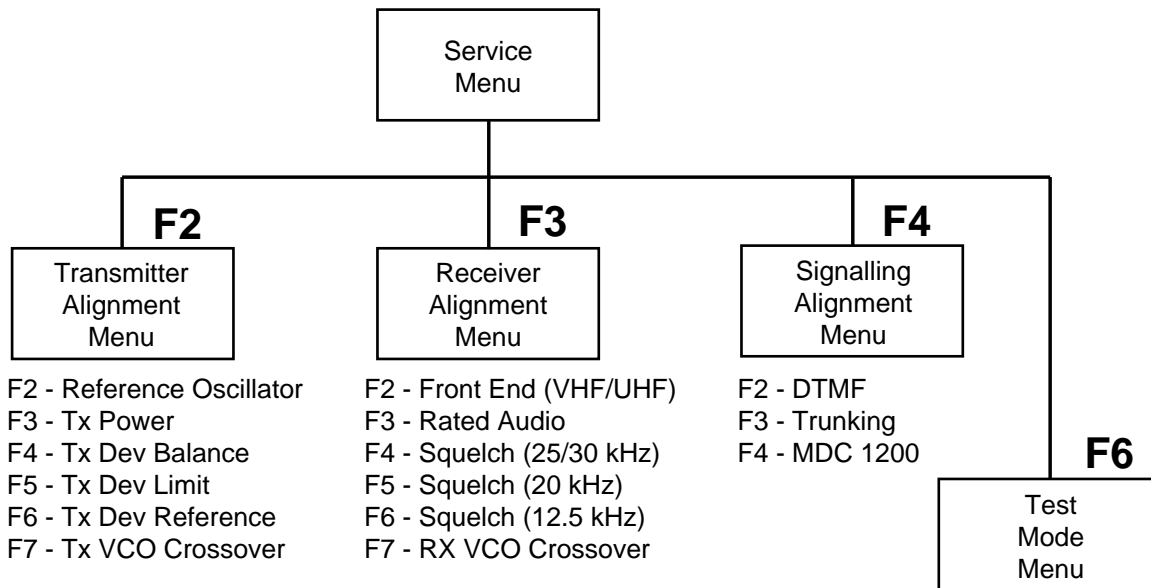 Service
Menu
F2
Transmitter
Alignment
Menu
F2 - Reference Oscillator
F3 - Tx Power
F4 - Tx Dev Balance
F5 - Tx Dev Limit
F6 - Tx Dev Reference
F7 - Tx VCO Crossover
F3
Receiver
Alignment
Menu
F2 - Front End (VHF/UHF)
F3 - Rated Audio
F4 - Squelch (25/30 kHz)
F5 - Squelch (20 kHz)
F6 - Squelch (12.5 kHz)
F7 - RX VCO Crossover
F4
Signalling
Alignment
Menu
F2 - DTMF
F3 - Trunking
F4 - MDC 1200
F6
Test
Mode
Menu